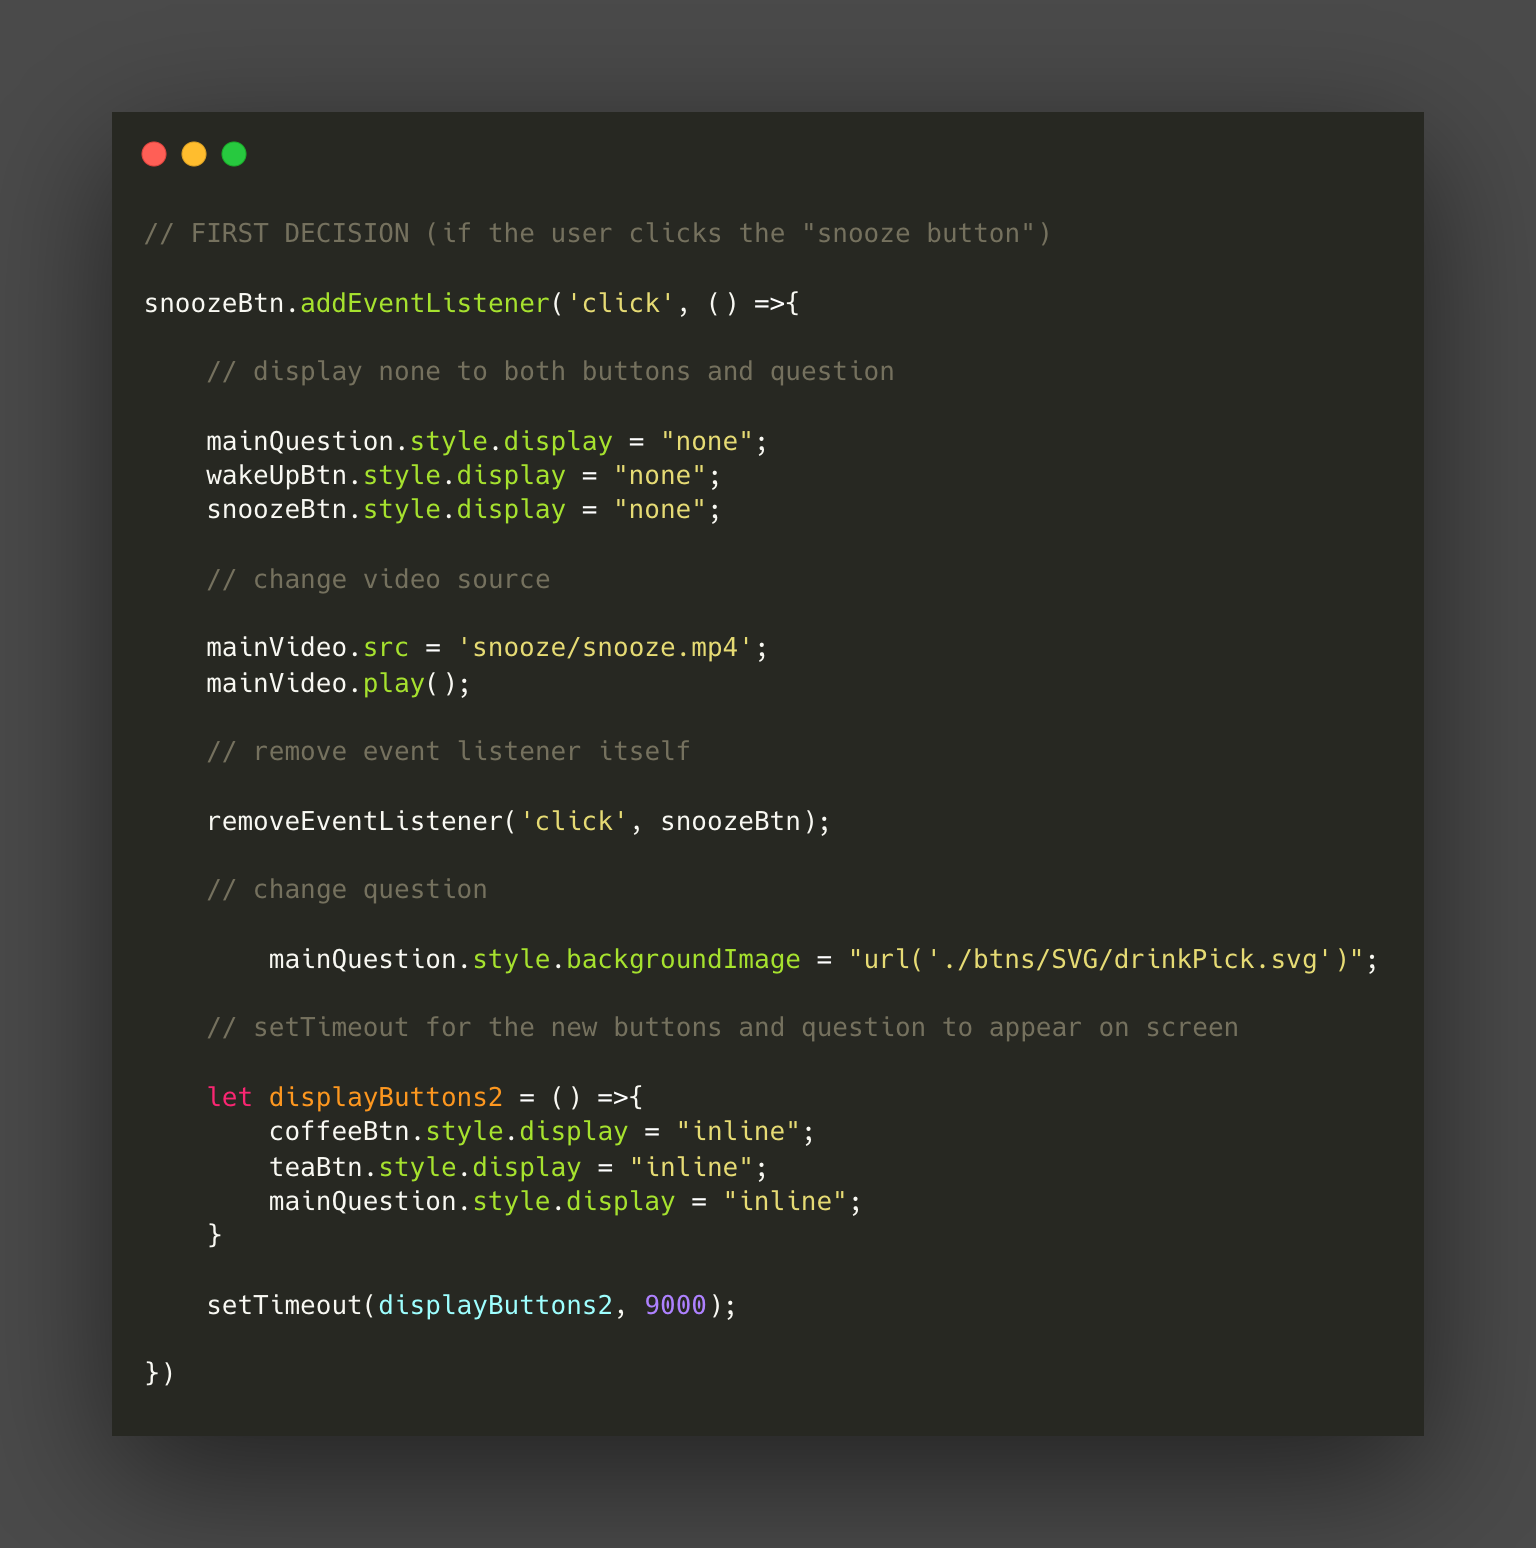 // FIRST DECISION (if the user clicks the "snooze button")
snoozeBtn.addEventListener('click', () =>{
// display none to both buttons and question
mainQuestion.style.display = "none";
wakeUpBtn.style.display = "none";
snoozeBtn.style.display = "none";
// change video source
mainVideo.src = 'snooze/snooze.mp4';
mainVideo.play();
// remove event listener itself
removeEventListener('click', snoozeBtn);
// change question
mainQuestion.style.backgroundImage = "url('./btns/SVG/drinkPick.svg')";
// setTimeout for the new buttons and question to appear on screen
let displayButtons2 = () =>{
coffeeBtn.style.display = "inline";
teaBtn.style.display = "inline";
mainQuestion.style.display = "inline";
}
setTimeout(displayButtons2, 9000);
})